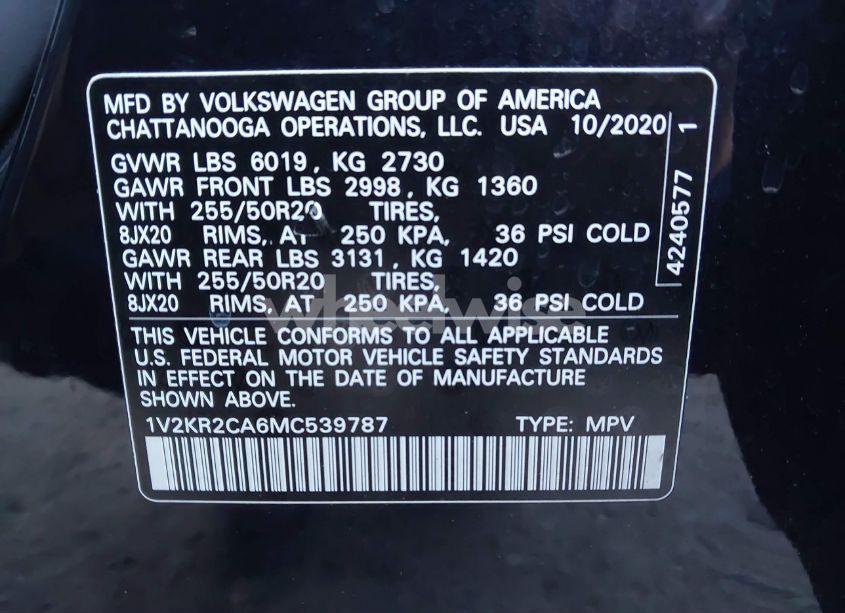 MFD BY VOLKSWAGEN GROUP OF AMERICA
CHATTANOOGA OPERATIONS, LLC. USA 10/2020
GVWR LBS 6019, KG 2730
GAWR FRONT LBS 2998, KG 1360
WITH 255/50R20 TIRES,
8JX20 RIMS, AT 250 KPA, 36 PSI COLD
GAWR REAR LBS 3131, KG 1420
WITH 255/50R20 TIRES,
8JX20 RIMS, AT 250 KPA, 36 PSI COLD
THIS VEHICLE CONFORMS TO ALL APPLICABLE
U.S. FEDERAL MOTOR VEHICLE SAFETY STANDARDS
IN EFFECT ON THE DATE OF MANUFACTURE
SHOWN ABOVE.
1V2KR2CA6MC539787 TYPE: MPV
4240577 1
wheelwise